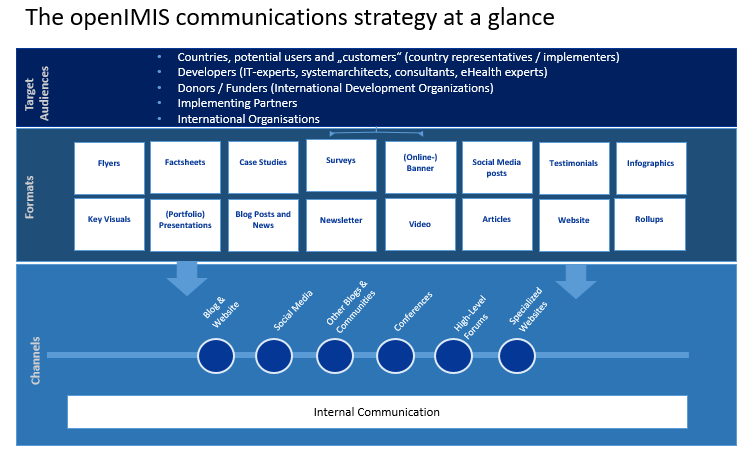 The openIMIS communications strategy at a glance
Target
Audiences
• Countries, potential users and „customers“ (country representatives / implementers)
• Developers (IT-experts, systemarchitects, consultants, eHealth experts)
• Donors / Funders (International Development Organizations)
• Implementing Partners
• International Organisations
Formats
Flyers
Factsheets
Case Studies
Surveys
(Online-)
Banner
Social Media
posts
Testimonials
Infographics
Key Visuals
(Portfolio)
Presentations
Blog Posts and
News
Newsletter
Video
Articles
Website
Rollups
Channels
Blog &
Website
Social Media
Other Blogs &
Communities
Conferences
High-Level
Forums
Specialized
Websites
Internal Communication